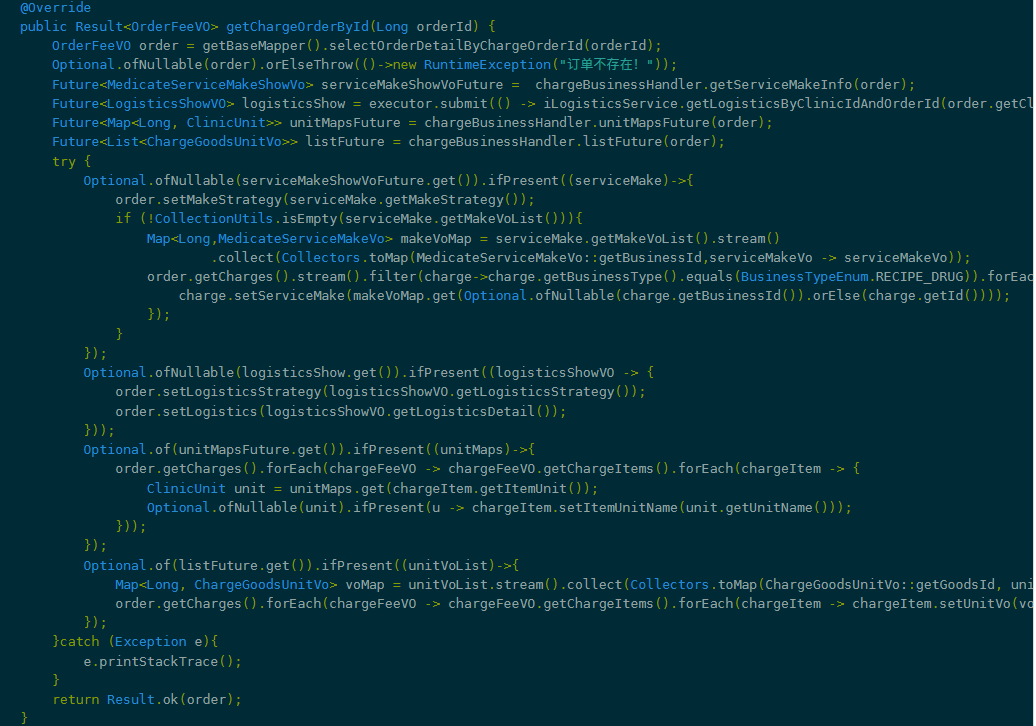 @Override
public Result<OrderFeeVO> getChargeOrderById(Long orderId) {
    OrderFeeVO order = getBaseMapper().selectOrderDetailByChargeOrderId(orderId);
    Optional.ofNullable(order).orElseThrow(()->new RuntimeException("订单不存在！"));
    Future<MedicateServiceMakeShowVo> serviceMakeShowVoFuture =  chargeBusinessHandler.getServiceMakeInfo(order);
    Future<LogisticsShowVO> logisticsShow = executor.submit(() -> iLogisticsService.getLogisticsByClinicIdAndOrderId(order.getCl
    Future<Map<Long, ClinicUnit>> unitMapsFuture = chargeBusinessHandler.unitMapsFuture(order);
    Future<List<ChargeGoodsUnitVo>> listFuture = chargeBusinessHandler.listFuture(order);
    try {
        Optional.ofNullable(serviceMakeShowVoFuture.get()).ifPresent((serviceMake)->{
            order.setMakeStrategy(serviceMake.getMakeStrategy());
            if (!CollectionUtils.isEmpty(serviceMake.getMakeVoList())){
                Map<Long,MedicateServiceMakeVo> makeVoMap = serviceMake.getMakeVoList().stream()
                        .collect(Collectors.toMap(MedicateServiceMakeVo::getBusinessId,serviceMakeVo -> serviceMakeVo));
                order.getCharges().stream().filter(charge->charge.getBusinessType().equals(BusinessTypeEnum.RECIPE_DRUG)).forEac
                    charge.setServiceMake(makeVoMap.get(Optional.ofNullable(charge.getBusinessId()).orElse(charge.getId())));
                });
            }
        });
        Optional.ofNullable(logisticsShow.get()).ifPresent((logisticsShowVO -> {
            order.setLogisticsStrategy(logisticsShowVO.getLogisticsStrategy());
            order.setLogistics(logisticsShowVO.getLogisticsDetail());
        }));
        Optional.of(unitMapsFuture.get()).ifPresent((unitMaps)->{
            order.getCharges().forEach(chargeFeeVO -> chargeFeeVO.getChargeItems().forEach(chargeItem -> {
                ClinicUnit unit = unitMaps.get(chargeItem.getItemUnit());
                Optional.ofNullable(unit).ifPresent(u -> chargeItem.setItemUnitName(unit.getUnitName()));
            }));
        });
        Optional.of(listFuture.get()).ifPresent((unitVoList)->{
            Map<Long, ChargeGoodsUnitVo> voMap = unitVoList.stream().collect(Collectors.toMap(ChargeGoodsUnitVo::getGoodsId, uni
            order.getCharges().forEach(chargeFeeVO -> chargeFeeVO.getChargeItems().forEach(chargeItem -> chargeItem.setUnitVo(vo
        });
    }catch (Exception e){
        e.printStackTrace();
    }
    return Result.ok(order);
}